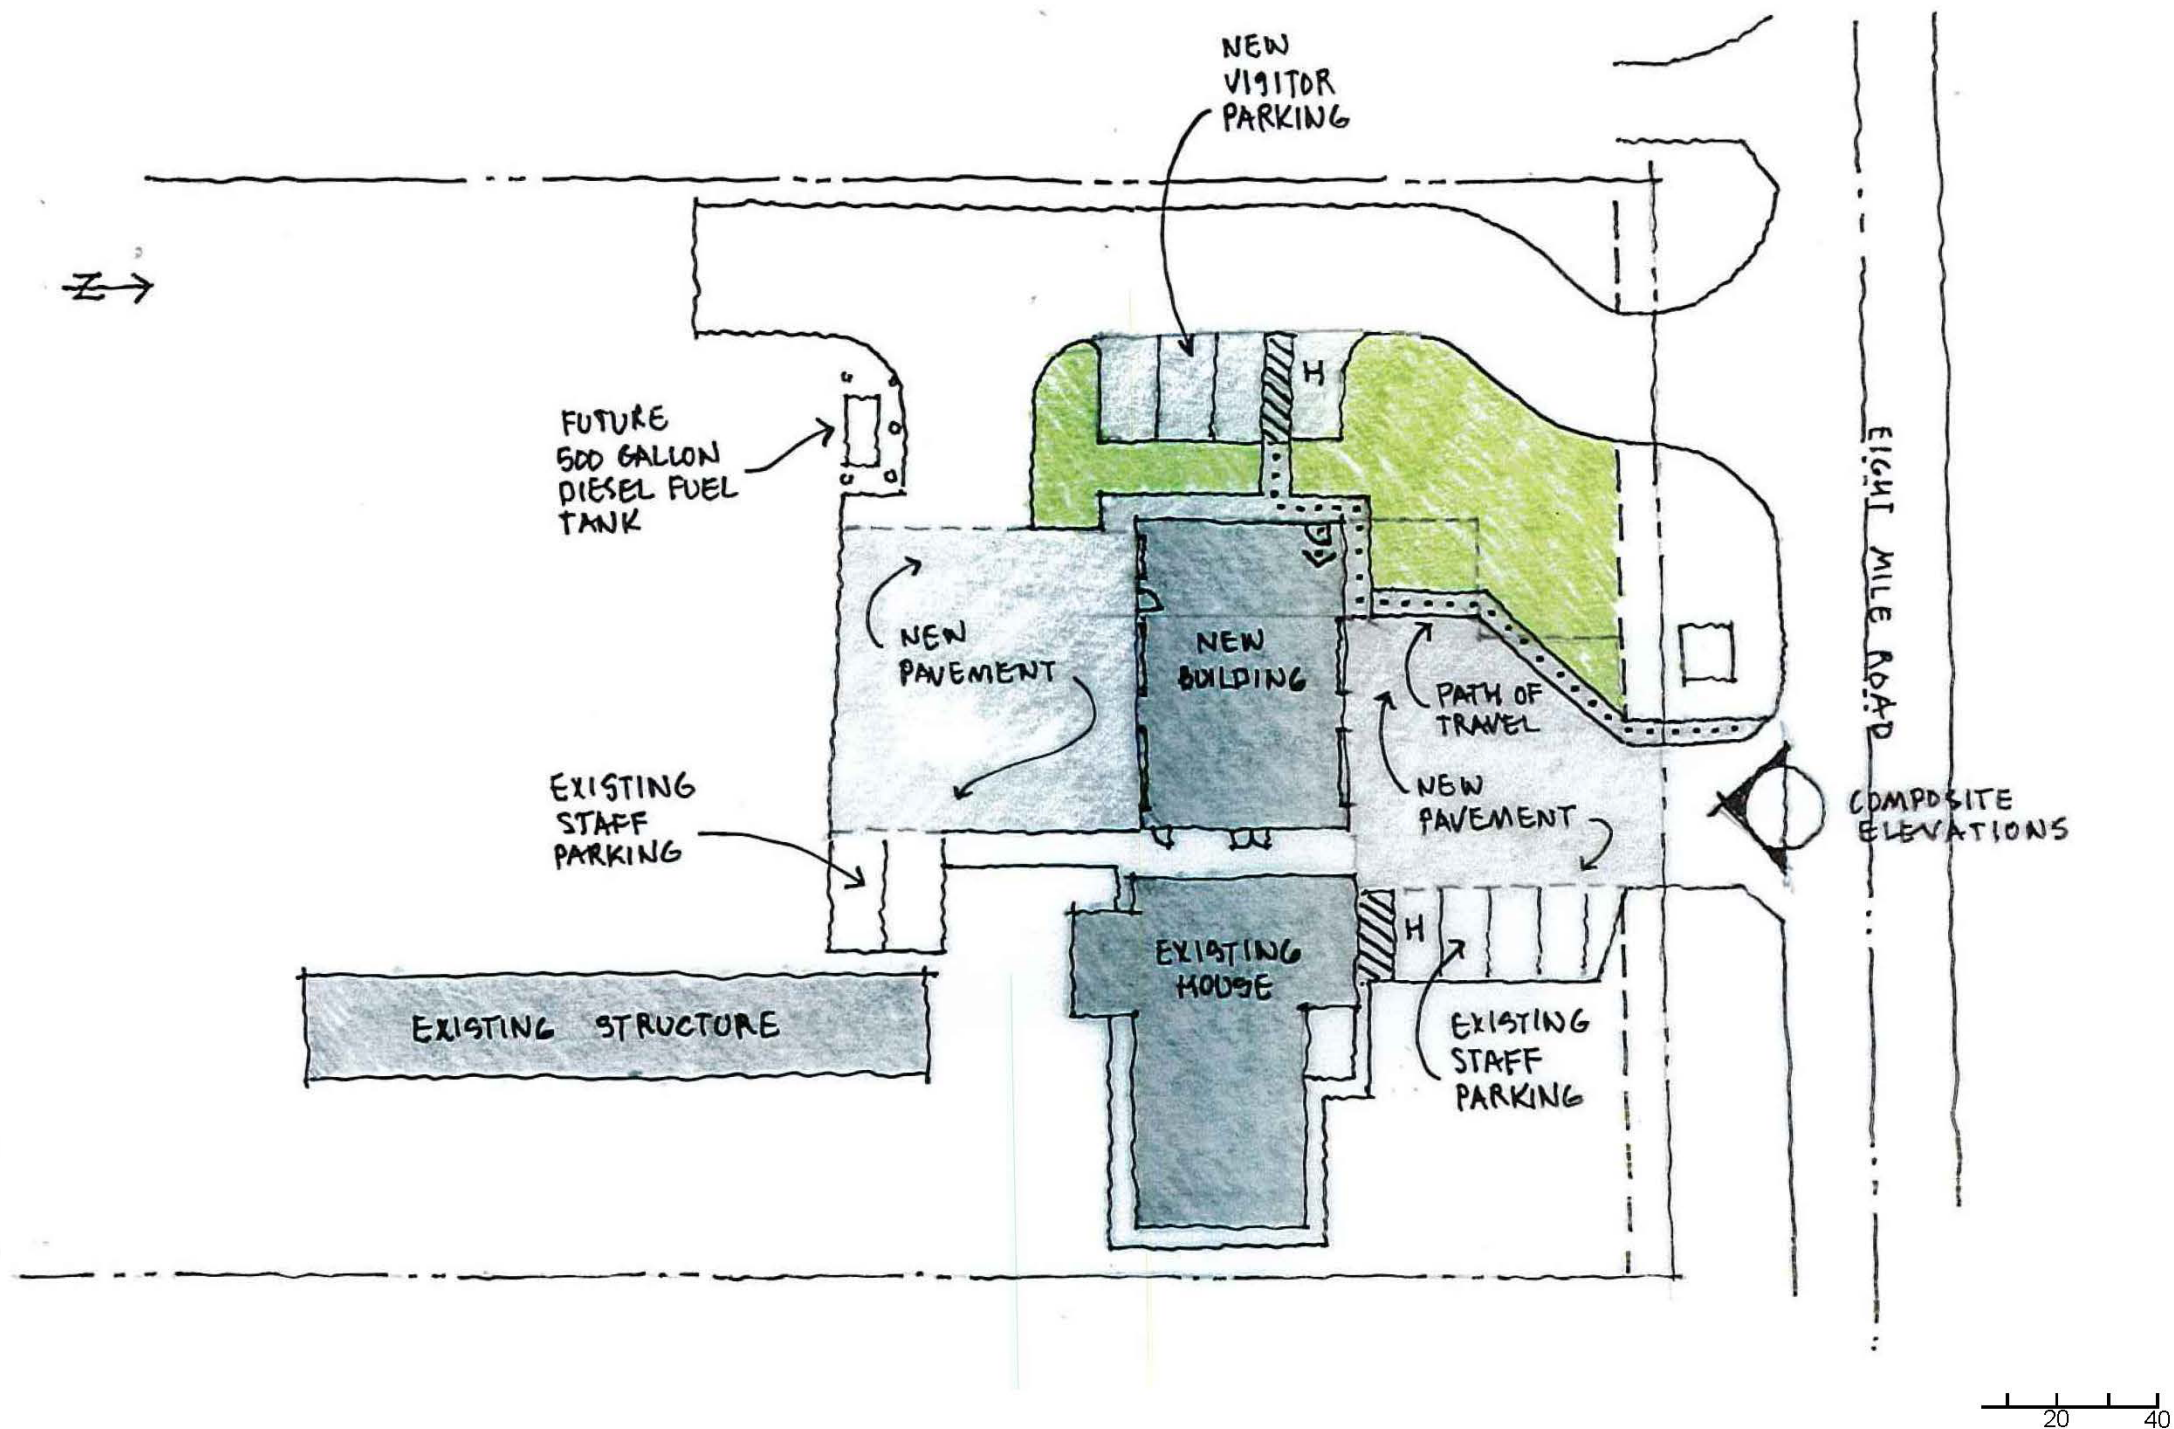 NEW
VISITOR
PARKING
N
H
FUTURE
500 GALLON
DIESEL FUEL
TANK
EIGHT MILE ROAD
NEW
PAVEMENT
NEW
BUILDING
PATH OF
TRAVEL
EXISTING
STAFF
PARKING
NEW
PAVEMENT
COMPOSITE
ELEVATIONS
H
EXISTING
HOUSE
EXISTING STRUCTURE
EXISTING
STAFF
PARKING
20 40